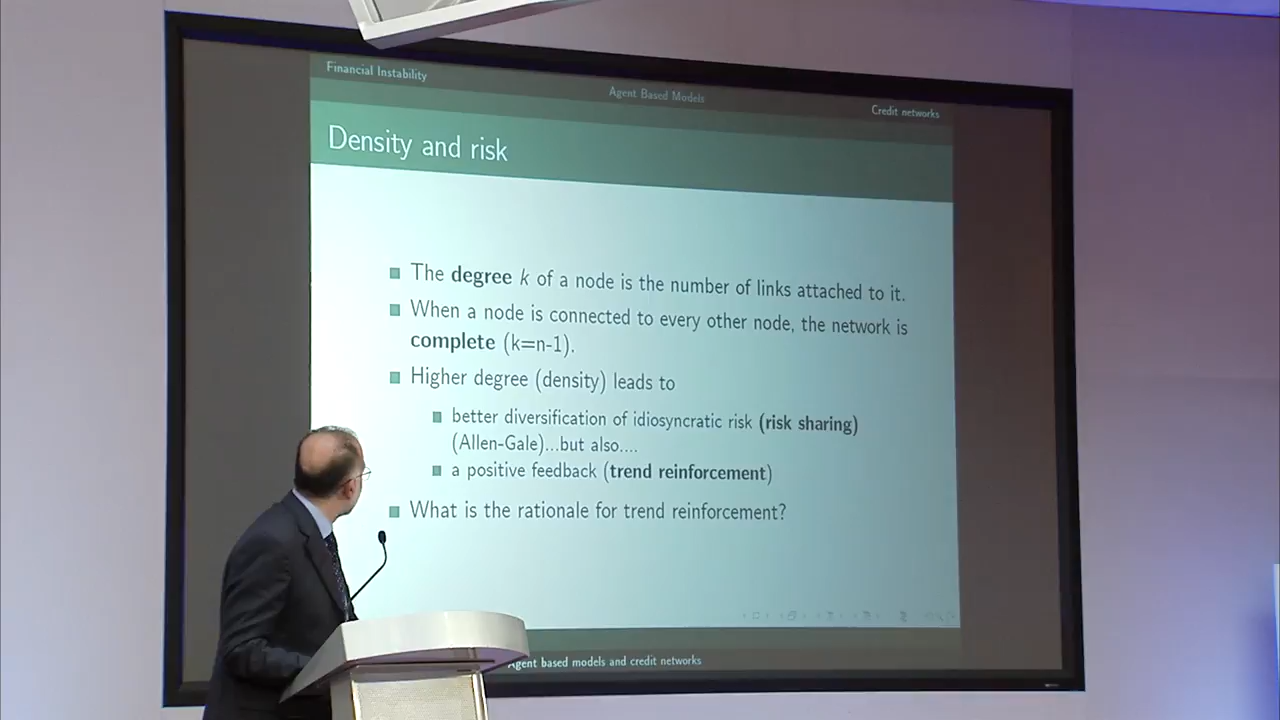 Financial Instability
Agent Based Models
Credit networks
Density and risk
The degree k of a node is the number of links attached to it.
When a node is connected to every other node, the network is
complete (k=n-1).
Higher degree (density) leads to
better diversification of idiosyncratic risk (risk sharing)
(Allen-Gale)...but also....
a positive feedback (trend reinforcement)
What is the rationale for trend reinforcement?
Agent based models and credit networks